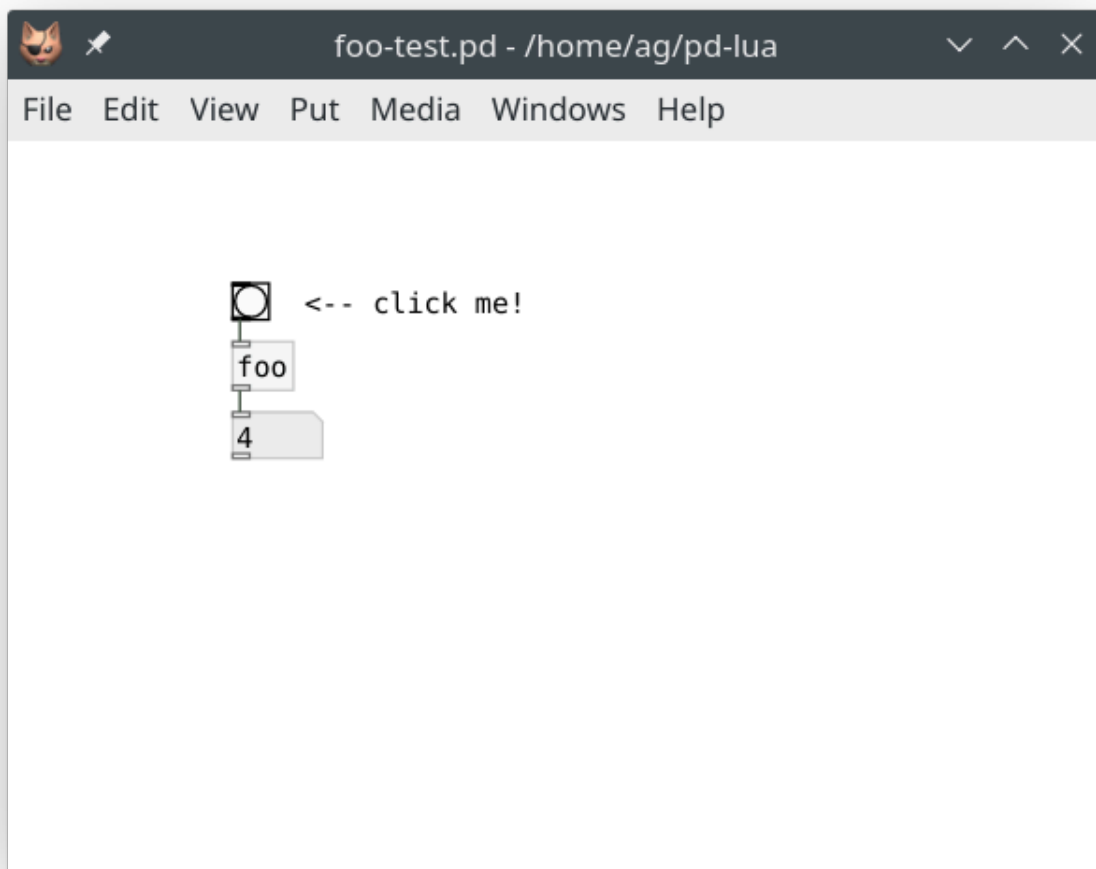 foo-test.pd - /home/ag/pd-lua
File Edit View Put Media Windows Help
<-- click me!
foo
4